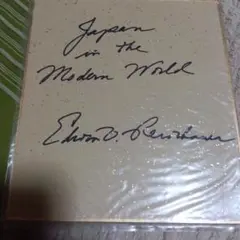 Japan
in the
Modern World
Edwin O. Reischauer